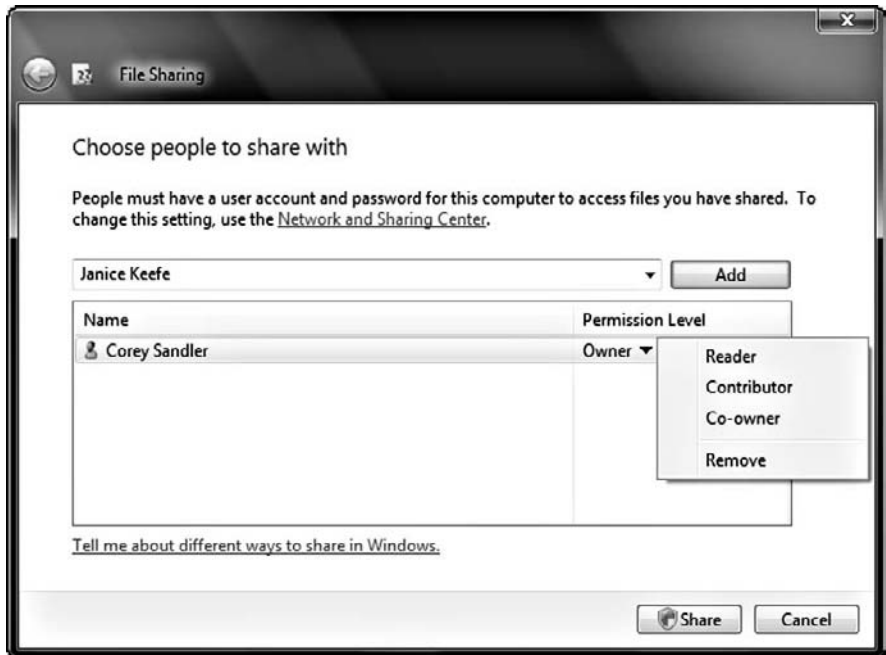 File Sharing
Choose people to share with
People must have a user account and password for this computer to access files you have shared. To
change this setting, use the Network and Sharing Center.
Janice Keefe
Add
Name
Permission Level
Corey Sandler
Owner
Reader
Contributor
Co-owner
Remove
Tell me about different ways to share in Windows.
Share
Cancel